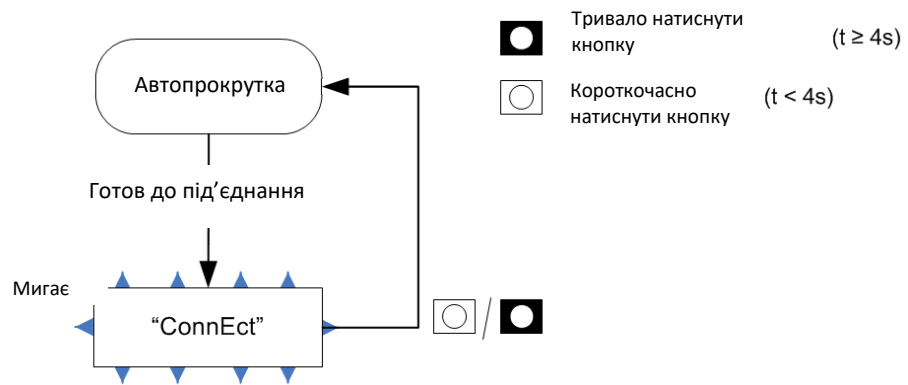 Тривало натиснути
кнопку
(t ≥ 4s)
Короткочасно
натиснути кнопку
(t < 4s)
Автопрокрутка
Готов до під’єднання
Мигає
“ConnEct”